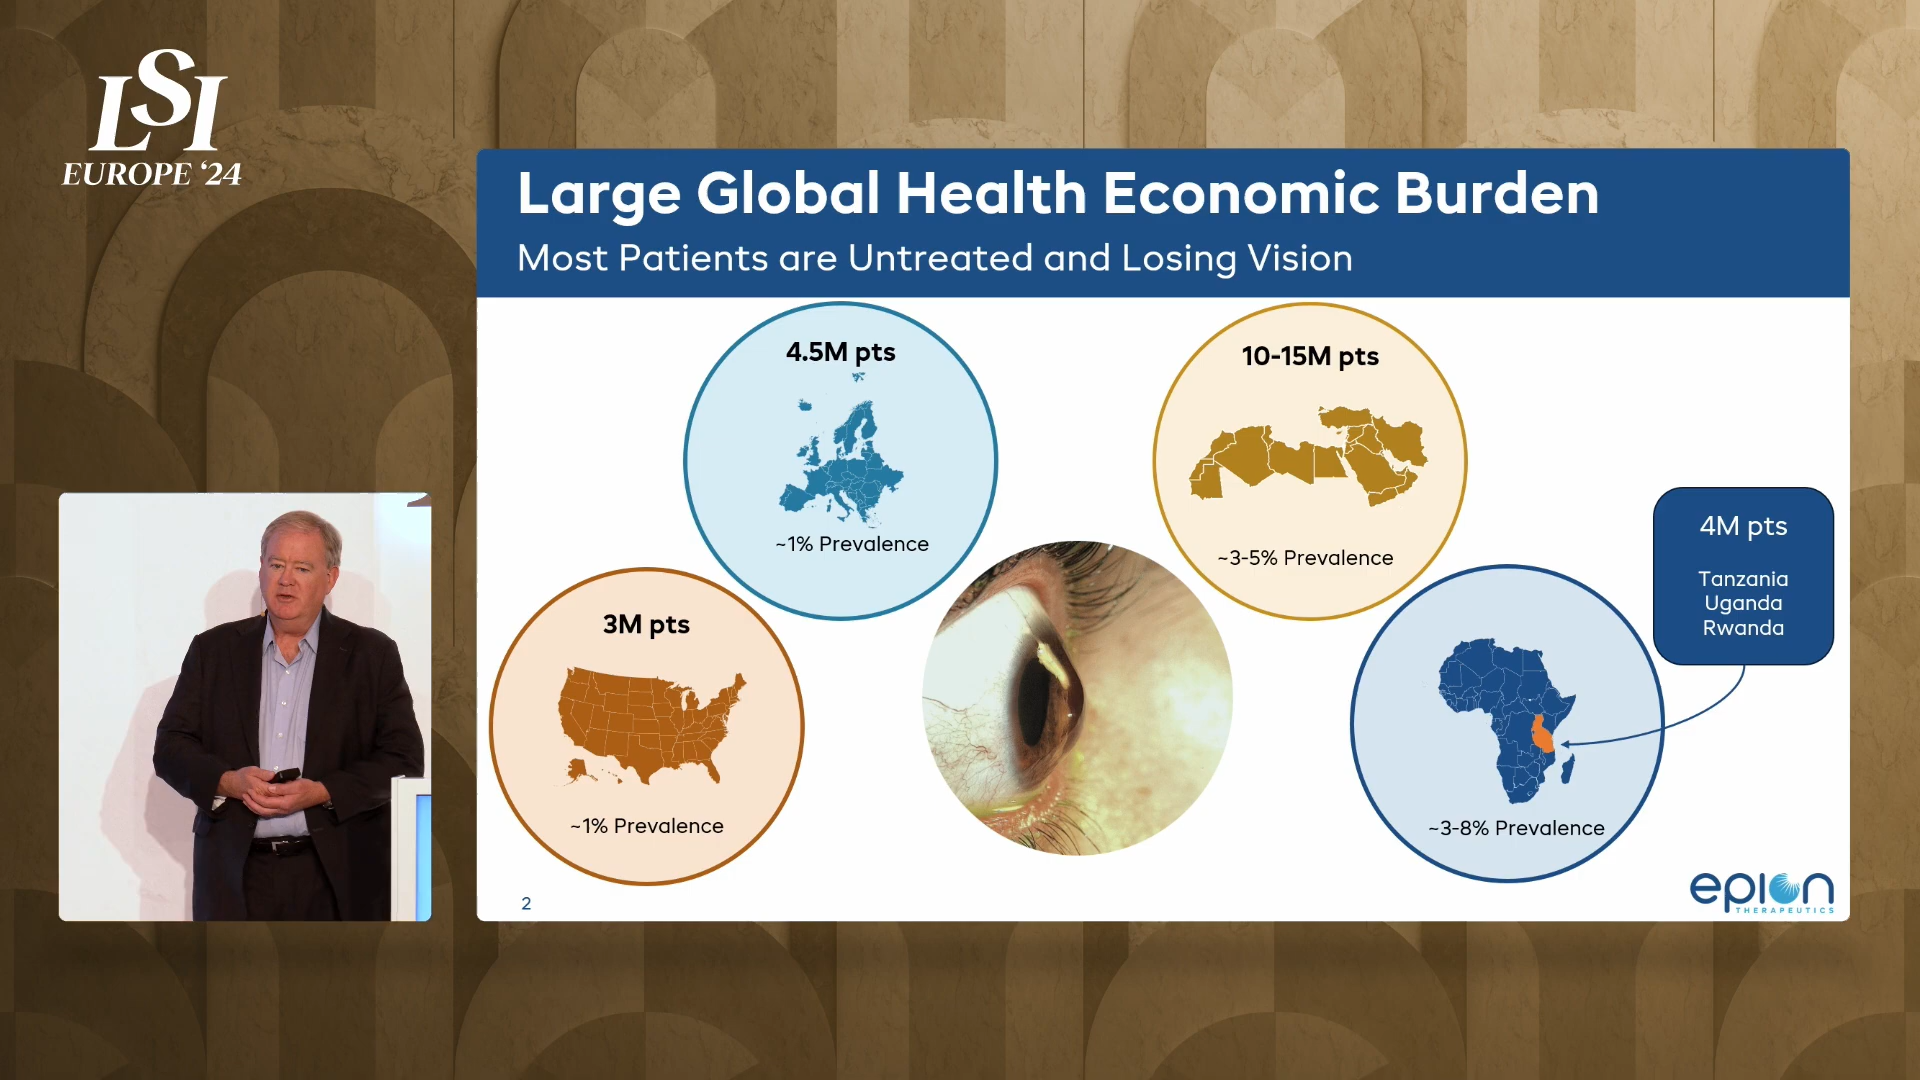 LSI
EUROPE ‘24
Large Global Health Economic Burden
Most Patients are Untreated and Losing Vision
4.5M pts
~1% Prevalence
10-15M pts
~3-5% Prevalence
3M pts
~1% Prevalence
4M pts
Tanzania
Uganda
Rwanda
~3-8% Prevalence
2
epion
THERAPEUTICS